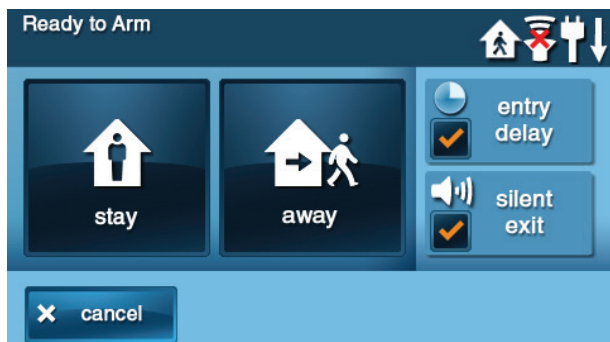 Ready to Arm
stay
away
entry
delay
silent
exit
cancel